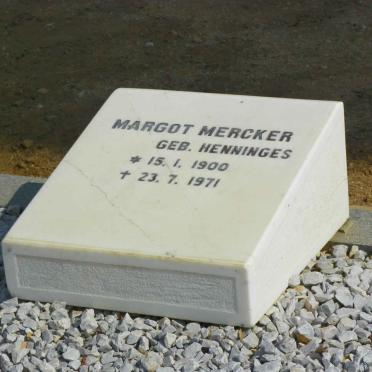 MARGOT MERCKER
GEB. HENNINGES
* 15. 1. 1900
† 23. 7. 1971